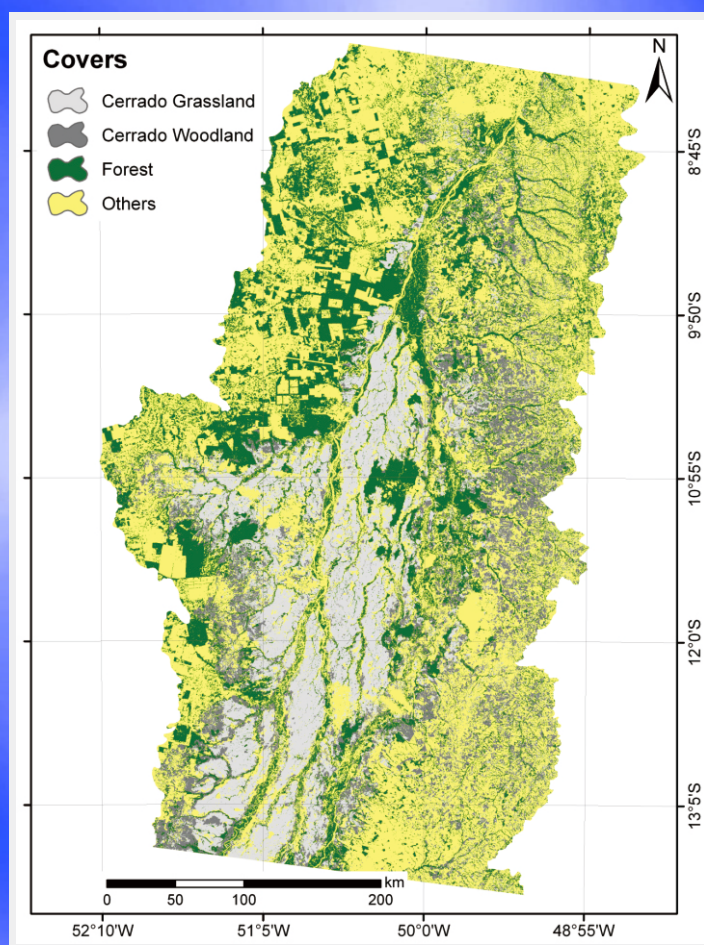 Covers
Cerrado Grassland
Cerrado Woodland
Forest
Others
N
8°45'S
9°50'S
10°55'S
12°0'S
13°5'S
km
0 50 100 200
52°10'W 51°5'W 50°0'W 48°55'W